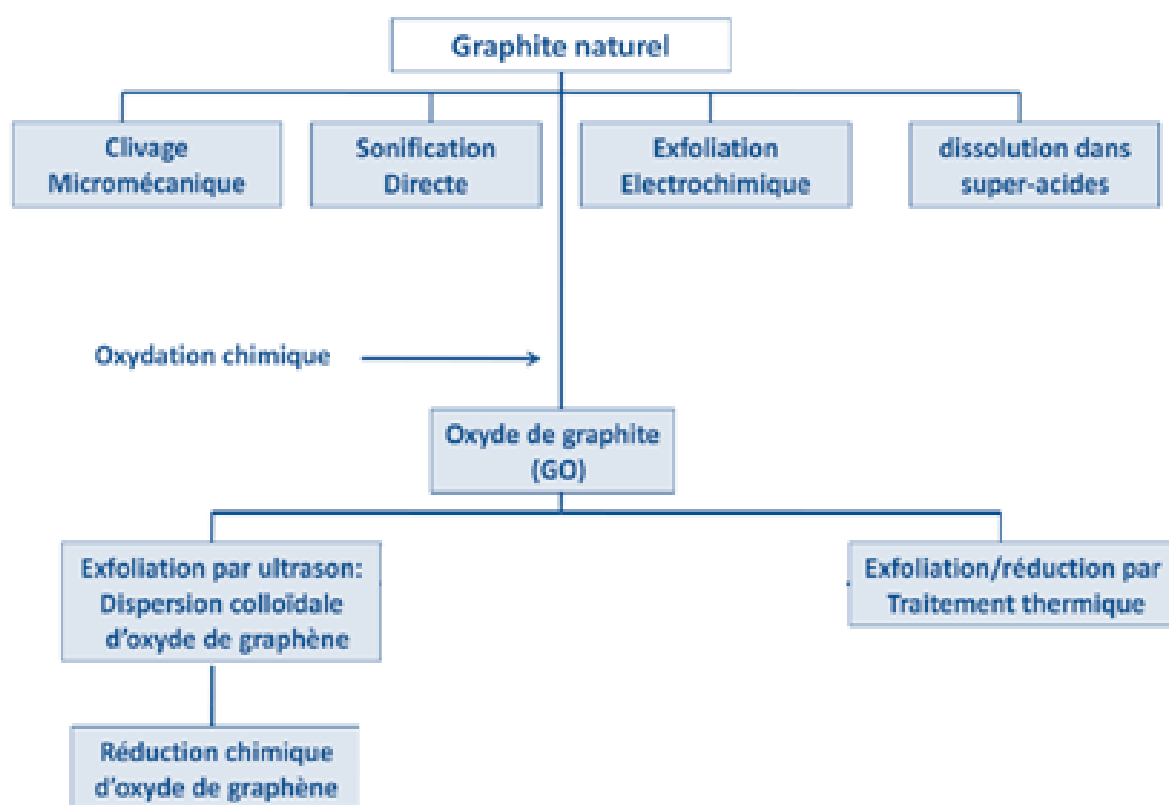 Graphite naturel
Clivage
Micromécanique
Sonification
Directe
Exfoliation
Electrochimique
dissolution dans
super-acides
Oxydation chimique
Oxyde de graphite
(GO)
Exfoliation par ultrason:
Dispersion colloïdale
d'oxyde de graphène
Exfoliation/réduction par
Traitement thermique
Réduction chimique
d'oxyde de graphène